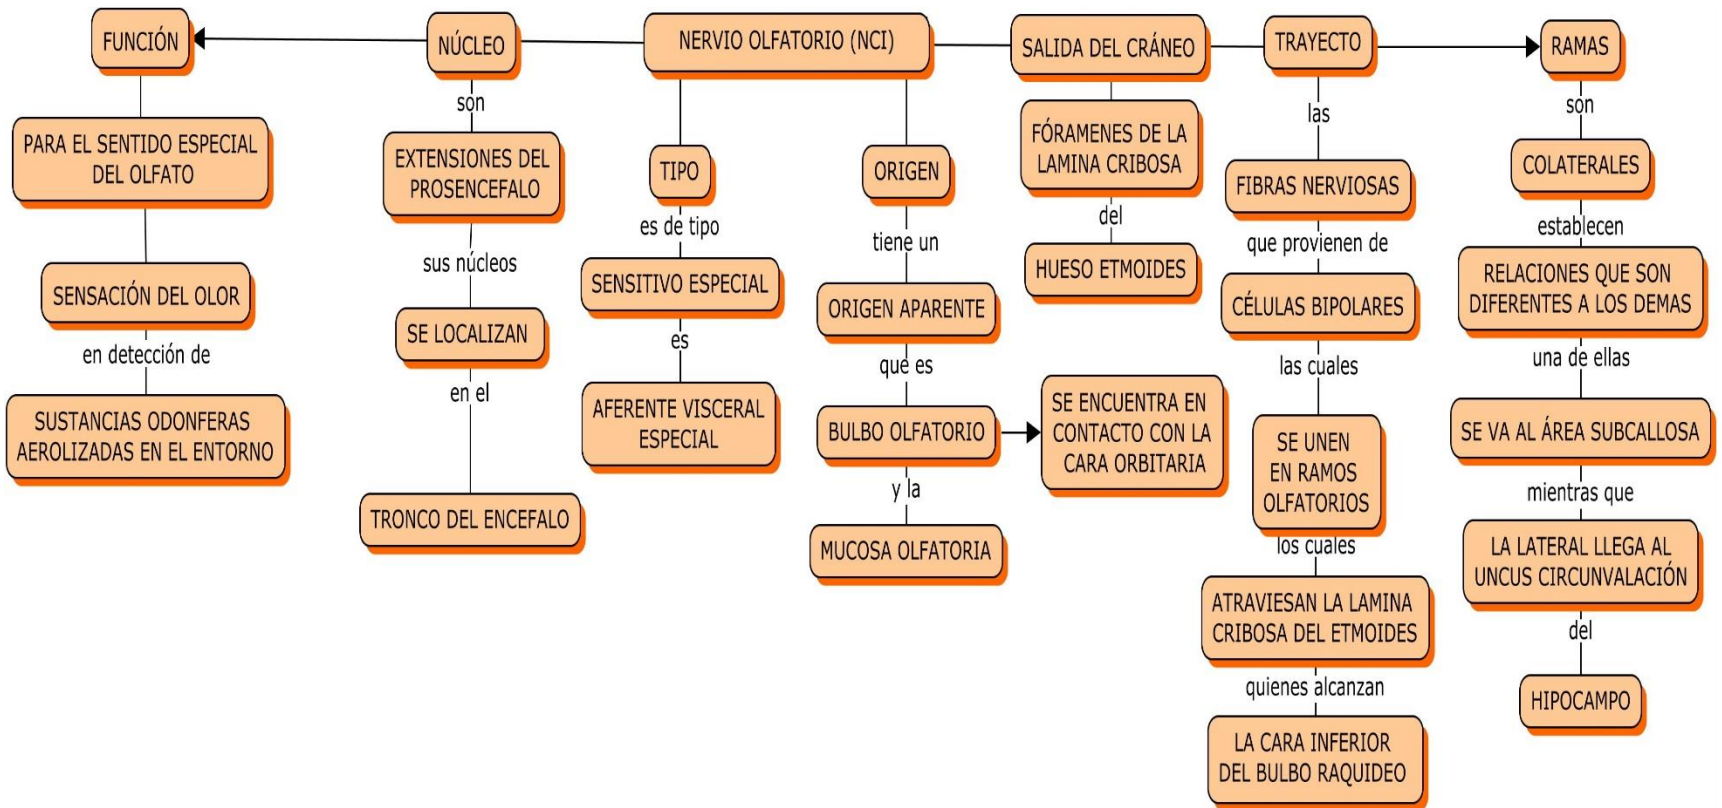 NERVIO OLFATORIO (NCI)
FUNCIÓN
PARA EL SENTIDO ESPECIAL
DEL OLFATO
SENSACIÓN DEL OLOR
en detección de
SUSTANCIAS ODONFERAS
AEROLIZADAS EN EL ENTORNO
NÚCLEO
son
EXTENSIONES DEL
PROSENCEFALO
sus núcleos
SE LOCALIZAN
en el
TRONCO DEL ENCEFALO
TIPO
es de tipo
SENSITIVO ESPECIAL
es
AFERENTE VISCERAL
ESPECIAL
ORIGEN
tiene un
ORIGEN APARENTE
que es
BULBO OLFATORIO
SE ENCUENTRA EN
CONTACTO CON LA
CARA ORBITARIA
y la
MUCOSA OLFATORIA
SALIDA DEL CRÁNEO
FÓRAMENES DE LA
LAMINA CRIBOSA
del
HUESO ETMOIDES
TRAYECTO
las
FIBRAS NERVIOSAS
que provienen de
CÉLULAS BIPOLARES
las cuales
SE UNEN
EN RAMOS
OLFATORIOS
los cuales
ATRAVIESAN LA LAMINA
CRIBOSA DEL ETMOIDES
quienes alcanzan
LA CARA INFERIOR
DEL BULBO RAQUIDEO
RAMAS
son
COLATERALES
establecen
RELACIONES QUE SON
DIFERENTES A LOS DEMAS
una de ellas
SE VA AL ÁREA SUBCALLOSA
mientras que
LA LATERAL LLEGA AL
UNCUS CIRCUNVALACIÓN
del
HIPOCAMPO